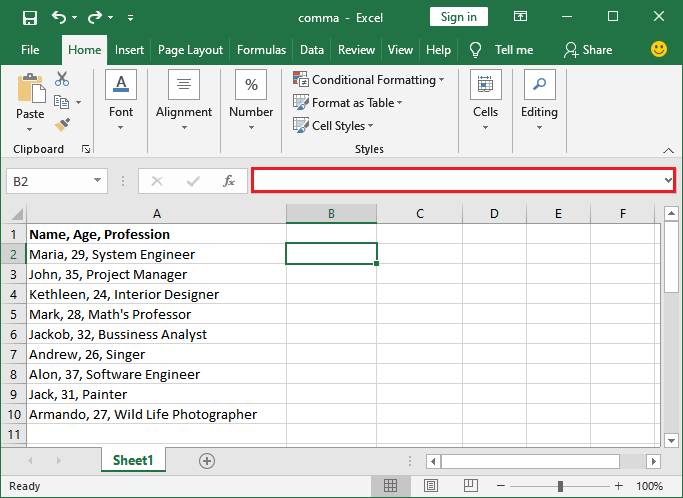 comma - Excel
Sign in
File Home Insert Page Layout Formulas Data Review View Help Tell me Share
Paste
Clipboard
A
Font
Alignment
%
Number
Conditional Formatting
Format as Table
Cell Styles
Styles
Cells
Editing
B2
fx
A B C D E F
1 Name, Age, Profession
2 Maria, 29, System Engineer
3 John, 35, Project Manager
4 Kethleen, 24, Interior Designer
5 Mark, 28, Math's Professor
6 Jackob, 32, Bussiness Analyst
7 Andrew, 26, Singer
8 Alon, 37, Software Engineer
9 Jack, 31, Painter
10 Armando, 27, Wild Life Photographer
11
Sheet1
Ready
100%